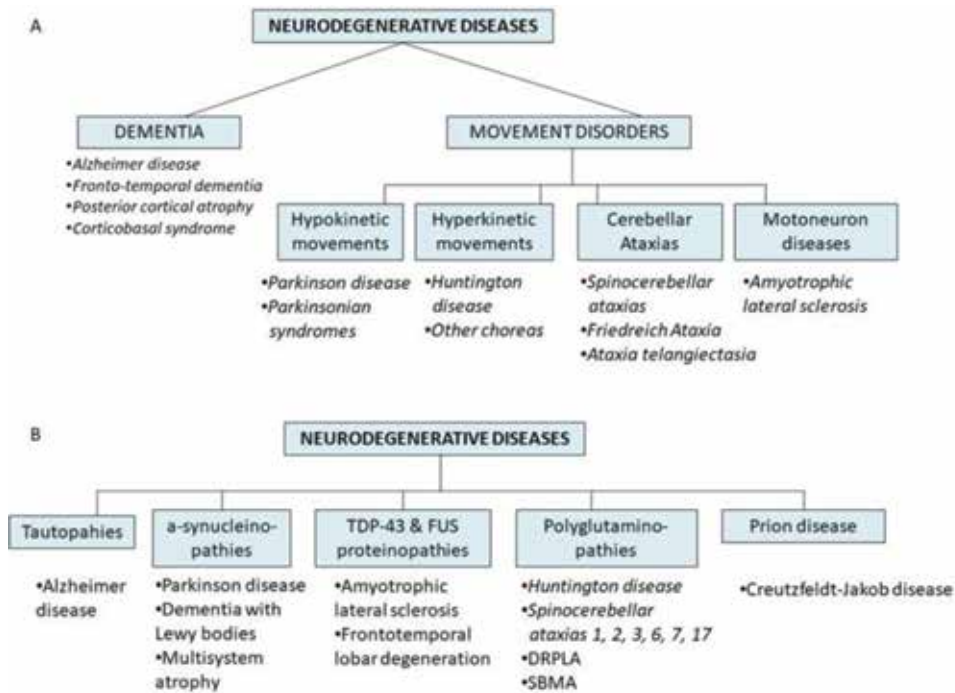 A
NEURODEGENERATIVE DISEASES
DEMENTIA
•Alzheimer disease
•Fronto-temporal dementia
•Posterior cortical atrophy
•Corticobasal syndrome
MOVEMENT DISORDERS
Hypokinetic
movements
•Parkinson disease
•Parkinsonian
syndromes
Hyperkinetic
movements
•Huntington
disease
•Other choreas
Cerebellar
Ataxias
•Spinocerebellar
ataxias
•Friedreich Ataxia
•Ataxia telangiectasia
Motoneuron
diseases
•Amyotrophic
lateral sclerosis
B
NEURODEGENERATIVE DISEASES
Tautopahies
•Alzheimer
disease
a-synucleino-
pathies
•Parkinson disease
•Dementia with
Lewy bodies
•Multisystem
atrophy
TDP-43 & FUS
proteinopathies
•Amyotrophic
lateral sclerosis
•Frontotemporal
lobar degeneration
Polyglutamino-
pathies
•Huntington disease
•Spinocerebellar
ataxias 1, 2, 3, 6, 7, 17
•DRPLA
•SBMA
Prion disease
•Creutzfeldt-Jakob disease